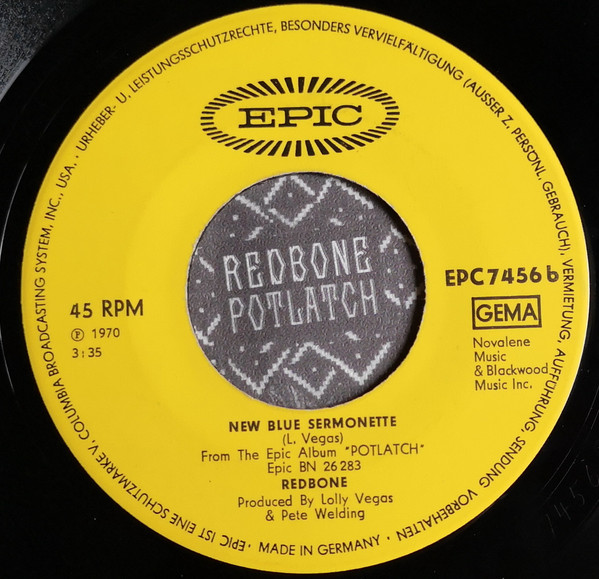 URHEBER- U. LEISTUNGSSCHUTZRECHTE, BESONDERS VERVIELFÄLTIGUNG (AUSSER Z. PERSÖNL. GEBRAUCH), VERMIETUNG, AUFFÜHRUNG, SENDUNG VORBEHALTEN
EPIC
REDBONE
POTLATCH
45 RPM
℗ 1970
3:35
EPC 7456 b
GEMA
Novalene
Music
& Blackwood
Music Inc.
NEW BLUE SERMONETTE
(L. Vegas)
From The Epic Album "POTLATCH"
Epic BN 26 283
REDBONE
Produced By Lolly Vegas
& Pete Welding
• MADE IN GERMANY •
EPIC IST EINE SCHUTZMARKE V. COLUMBIA BROADCASTING SYSTEM, INC., USA. •